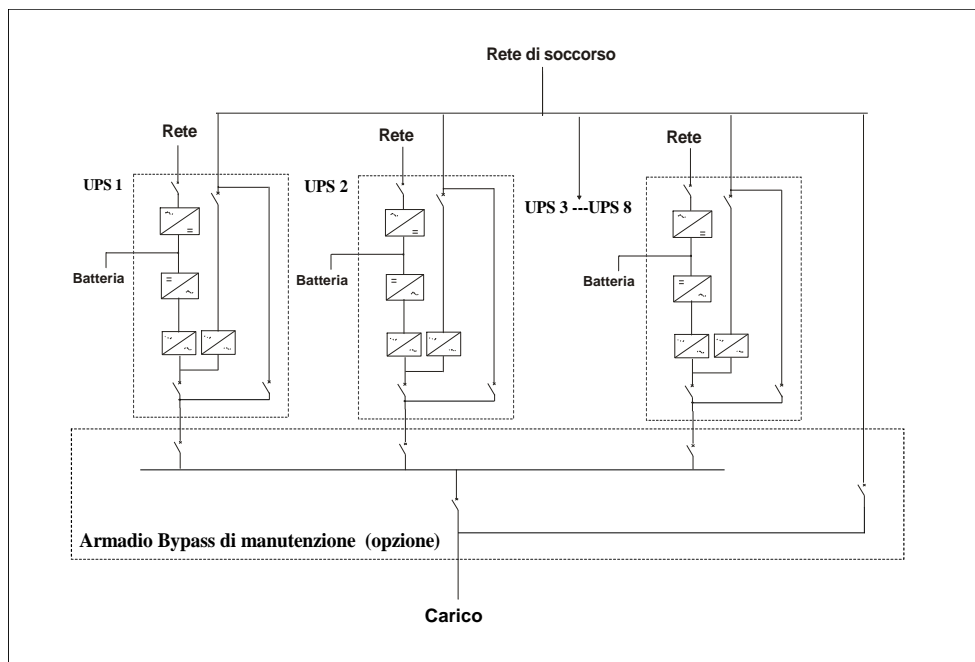 Rete di soccorso
Rete
Rete
Rete
UPS 1
UPS 2
UPS 3 ---UPS 8
Batteria
Batteria
Batteria
Armadio Bypass di manutenzione (opzione)
Carico